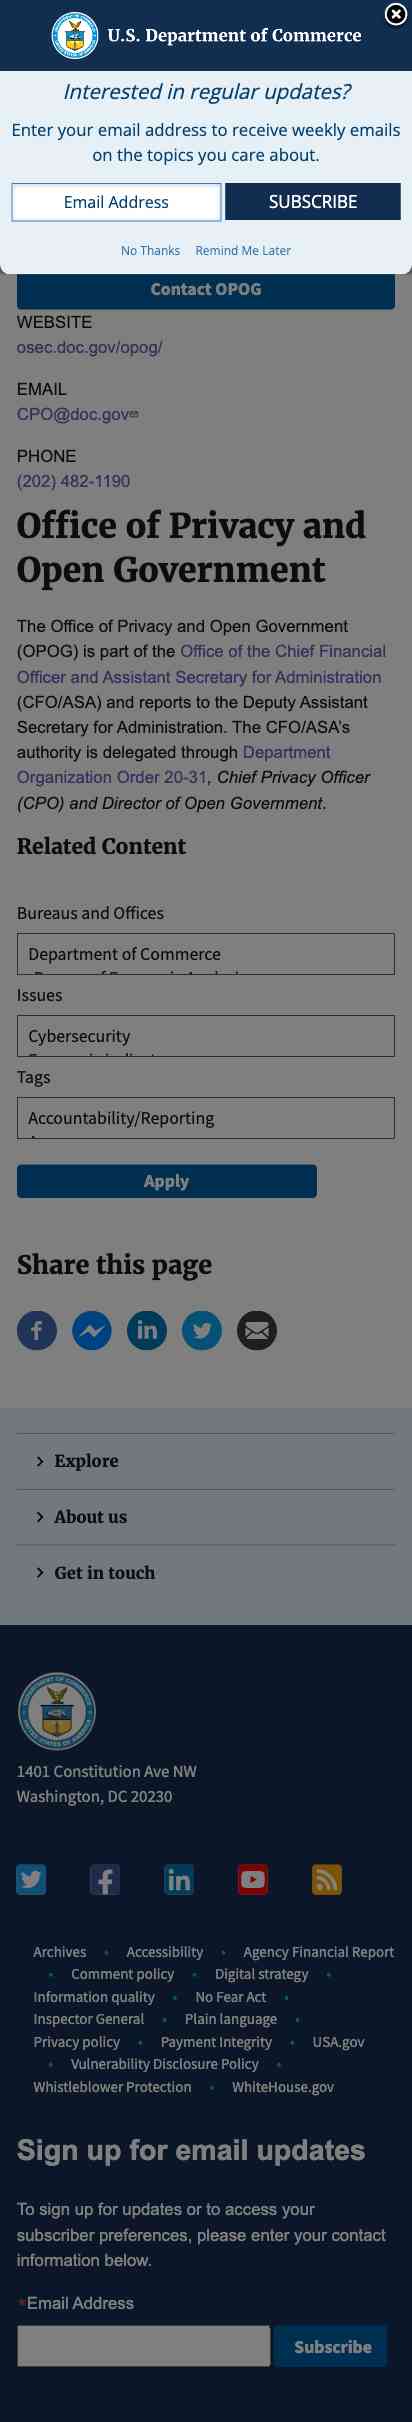 U.S. Department of Commerce
Interested in regular updates?
Enter your email address to receive weekly emails
on the topics you care about.
Email Address
SUBSCRIBE
No Thanks Remind Me Later
Contact OPOG
WEBSITE
osec.doc.gov/opog/
EMAIL
CPO@doc.gov
PHONE
(202) 482-1190
Office of Privacy and
Open Government
The Office of Privacy and Open Government
(OPOG) is part of the Office of the Chief Financial
Officer and Assistant Secretary for Administration
(CFO/ASA) and reports to the Deputy Assistant
Secretary for Administration. The CFO/ASA's
authority is delegated through Department
Organization Order 20-31, Chief Privacy Officer
(CPO) and Director of Open Government.
Related Content
Bureaus and Offices
Department of Commerce
Issues
Cybersecurity
Tags
Accountability/Reporting
Apply
Share this page
Explore
About us
Get in touch
1401 Constitution Ave NW
Washington, DC 20230
Archives • Accessibility • Agency Financial Report
• Comment policy • Digital strategy •
Information quality • No Fear Act •
Inspector General • Plain language •
Privacy policy • Payment Integrity • USA.gov
• Vulnerability Disclosure Policy •
Whistleblower Protection • WhiteHouse.gov
Sign up for email updates
To sign up for updates or to access your
subscriber preferences, please enter your contact
information below.
*Email Address
Subscribe